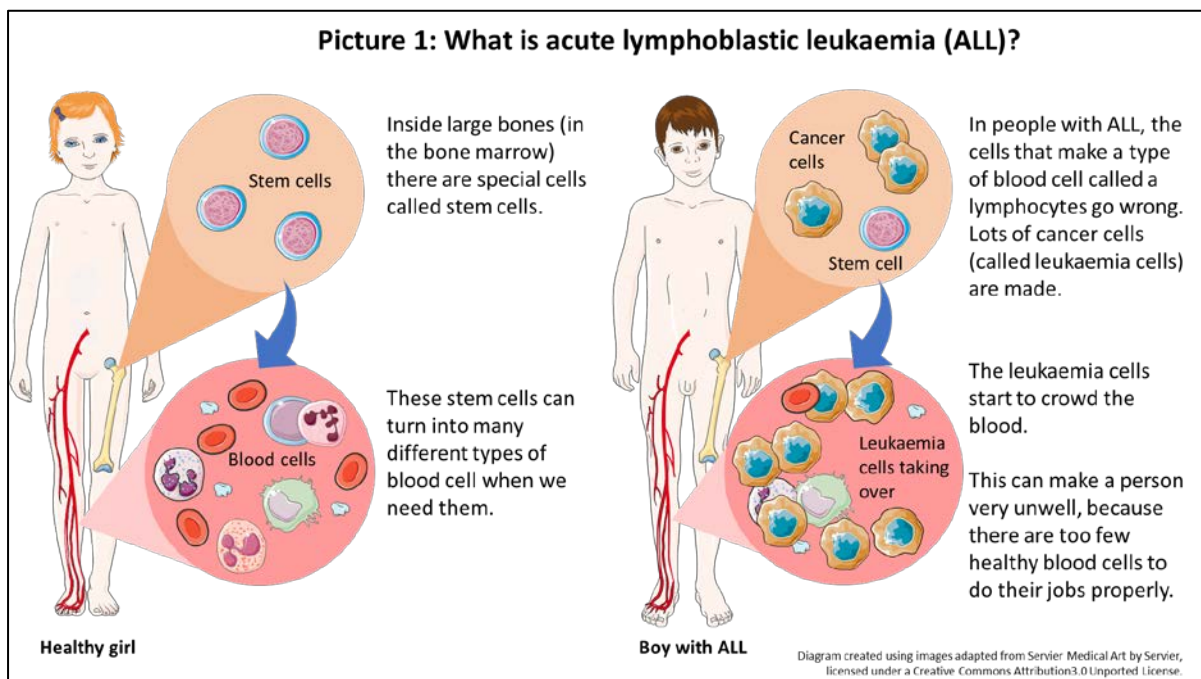 Picture 1: What is acute lymphoblastic leukaemia (ALL)?
Stem cells
Inside large bones (in
the bone marrow)
there are special cells
called stem cells.
Blood cells
These stem cells can
turn into many
different types of
blood cell when we
need them.
Healthy girl
Cancer
cells
Stem cell
In people with ALL, the
cells that make a type
of blood cell called a
lymphocytes go wrong.
Lots of cancer cells
(called leukaemia cells)
are made.
Leukaemia
cells taking
over
The leukaemia cells
start to crowd the
blood.
This can make a person
very unwell, because
there are too few
healthy blood cells to
do their jobs properly.
Boy with ALL
Diagram created using images adapted from Servier Medical Art by Servier,
licensed under a Creative Commons Attribution3.0 Unported License.